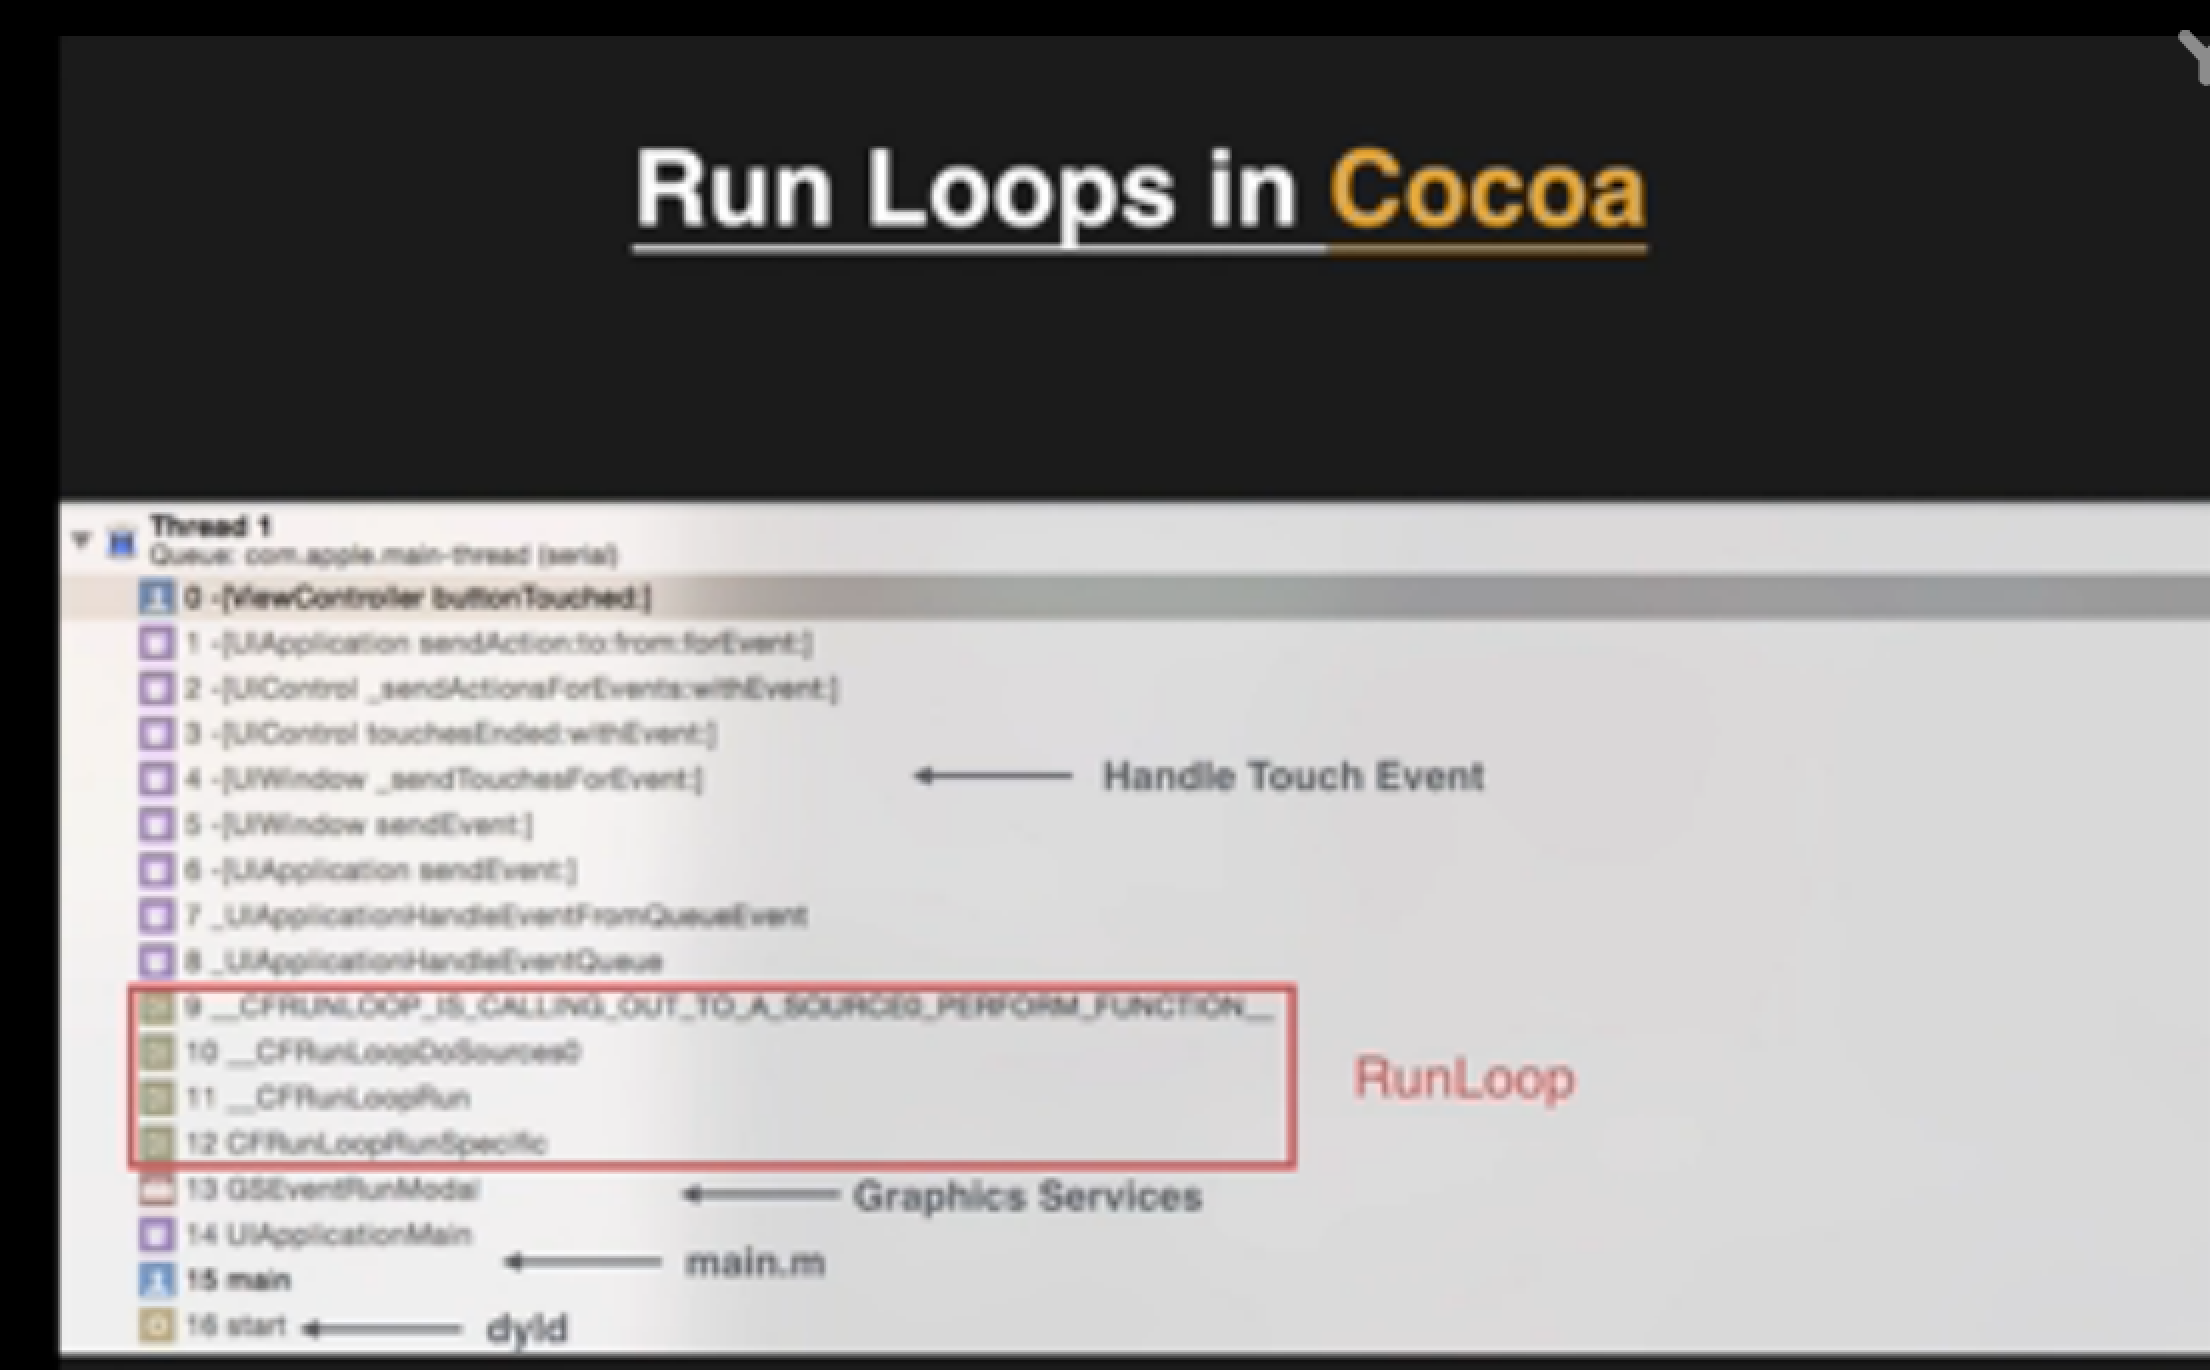 Run Loops in Cocoa
Thread 1
Queue: com.apple.main-thread (serial)
0 -[ViewController buttonTouched:]
1 -[UIApplication sendAction:to:from:forEvent:]
2 -[UIControl _sendActionsForEvents:withEvent:]
3 -[UIControl touchesEnded:withEvent:]
4 -[UIWindow _sendTouchesForEvent:]
Handle Touch Event
5 -[UIWindow sendEvent:]
6 -[UIApplication sendEvent:]
7 _UIApplicationHandleEventFromQueueEvent
8 _UIApplicationHandleEventQueue
9 __CFRUNLOOP_IS_CALLING_OUT_TO_A_SOURCE0_PERFORM_FUNCTION__
10 __CFRunLoopDoSources0
11 __CFRunLoopRun
RunLoop
12 CFRunLoopRunSpecific
13 GSEventRunModal
Graphics Services
14 UIApplicationMain
main.m
15 main
16 start
dyld